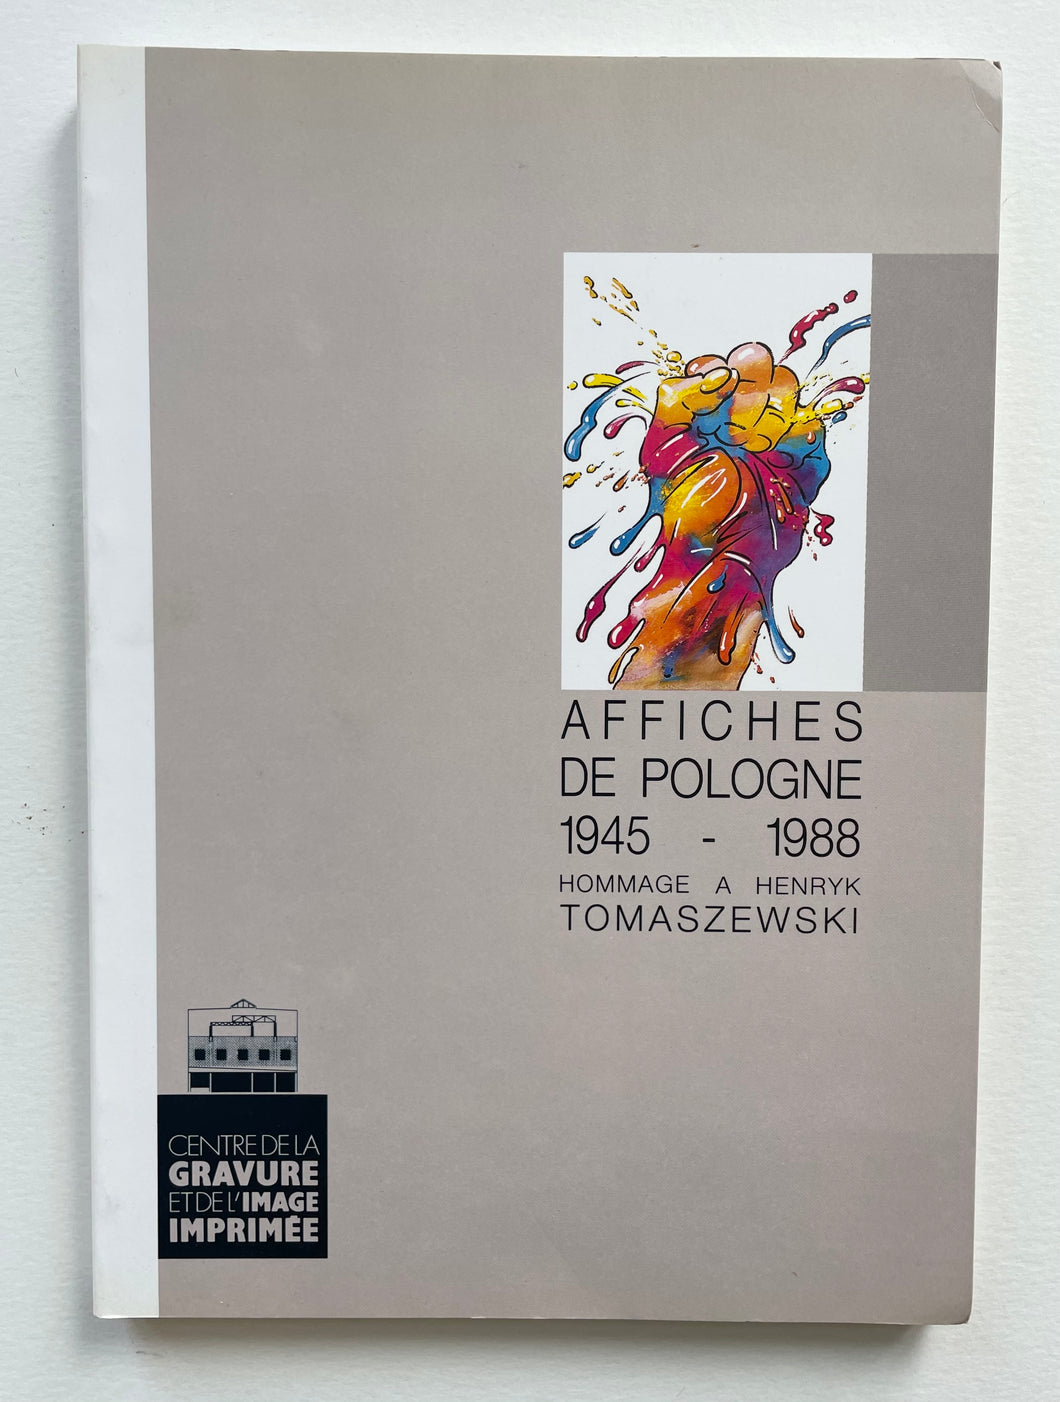 AFFICHES
DE POLOGNE
1945 - 1988
HOMMAGE A HENRYK
TOMASZEWSKI
CENTRE DE LA
GRAVURE
ET DE L'IMAGE
IMPRIMÉE